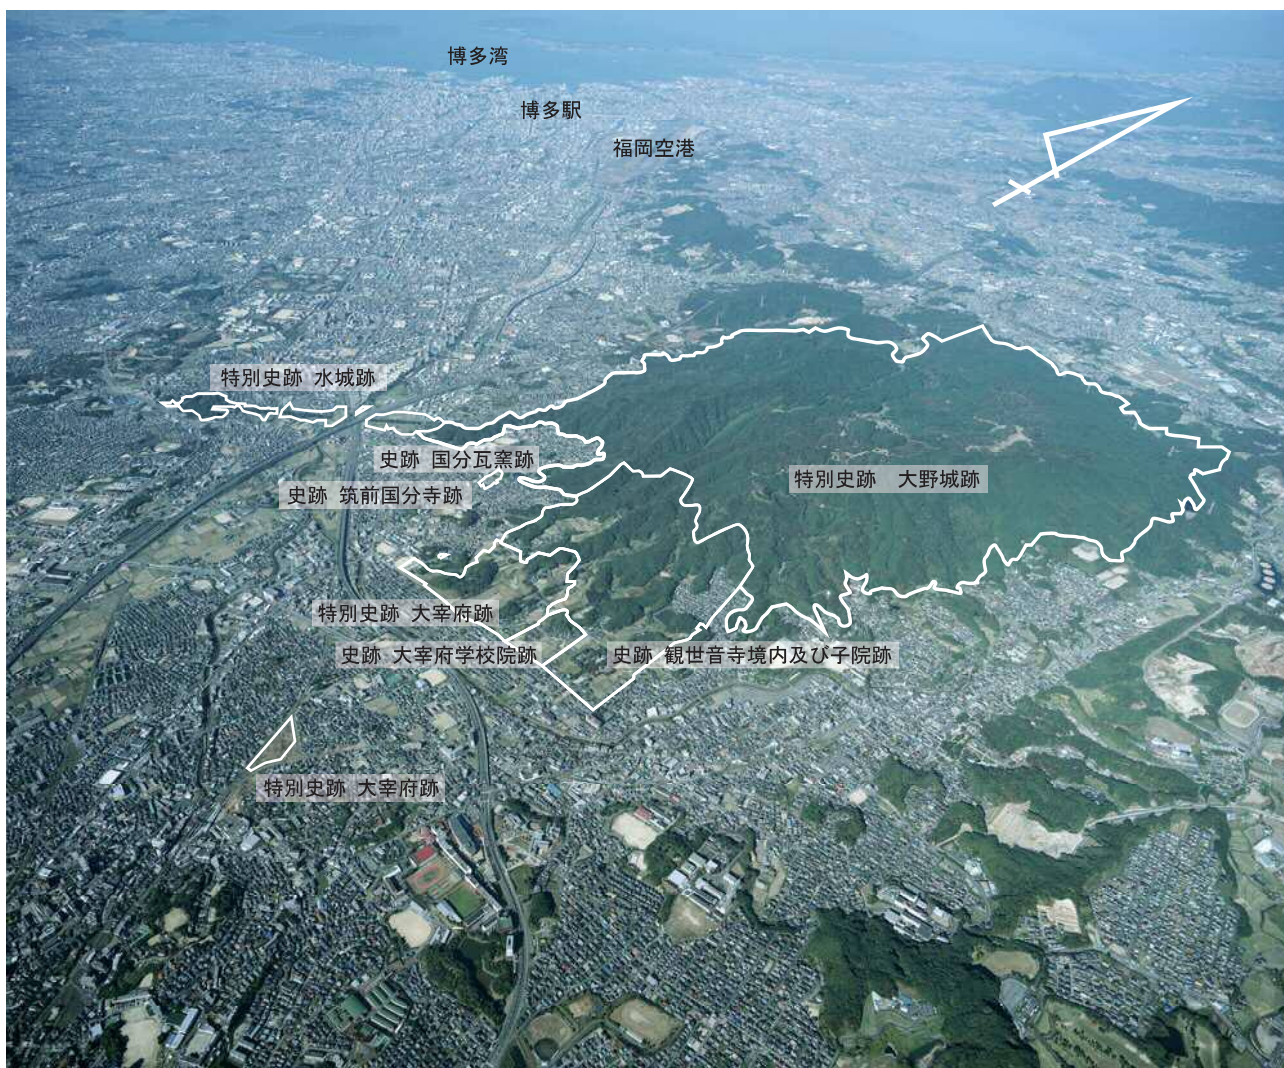 博多湾
博多駅
福岡空港
特別史跡 水城跡
史跡 国分瓦窯跡
特別史跡 大野城跡
史跡 筑前国分寺跡
特別史跡 大宰府跡
史跡 大宰府学校院跡
史跡 観世音寺境内及び子院跡
特別史跡 大宰府跡